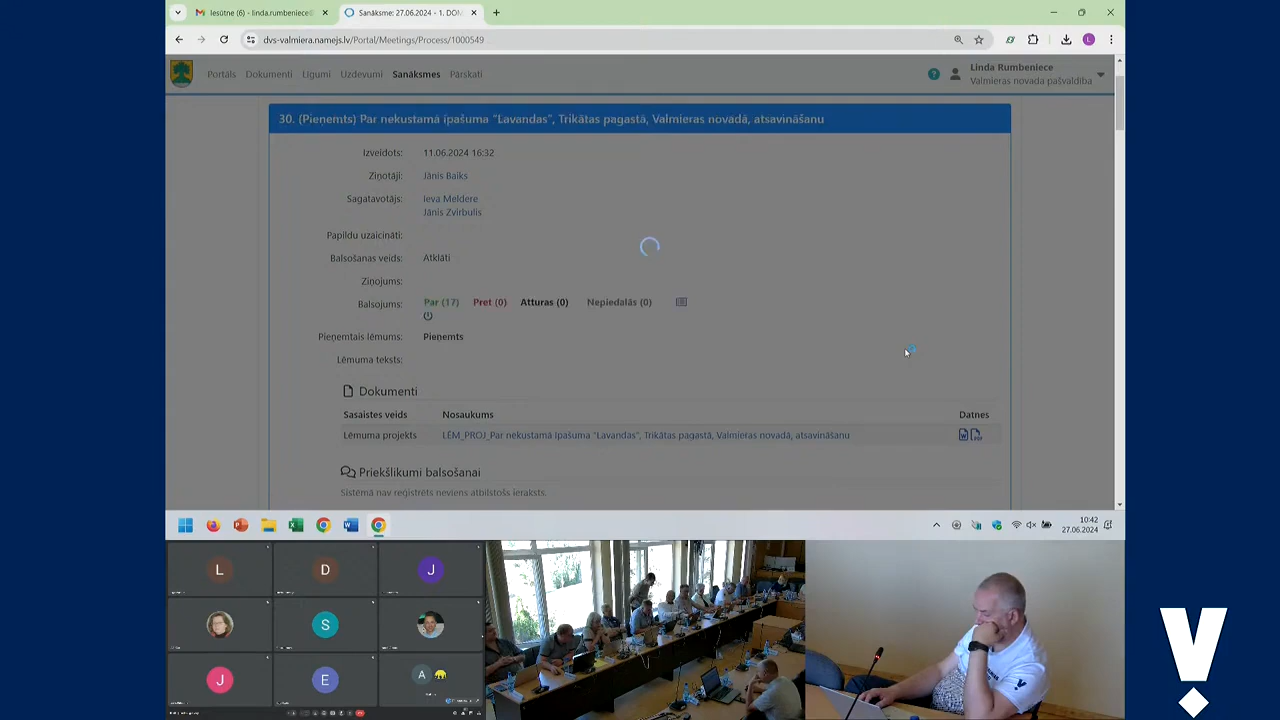 Iesūtne (6) - linda.rumbeniece@
Sanāksme: 27.06.2024 - 1. DOM
dvs-valmiera.namejs.lv/Portal/Meetings/Process/1000549
L
Portāls Dokumenti Līgumi Uzdevumi Sanāksmes Pārskati
Linda Rumbeniece
Valmieras novada pašvaldība
30. (Pieņemts) Par nekustamā īpašuma "Lavandas", Trikātas pagastā, Valmieras novadā, atsavināšanu
Izveidots: 11.06.2024 16:32
Ziņotāji: Jānis Baiks
Sagatavotājs: Ieva Meldere
Jānis Zvirbulis
Papildu uzaicināti:
Balsošanas veids: Atklāti
Ziņojums:
Balsojums: Par (17) Pret (0) Atturas (0) Nepiedalās (0)
Pieņemtais lēmums: Pieņemts
Lēmuma teksts:
Dokumenti
Sasaistes veids Nosaukums Datnes
Lēmuma projekts LĒM_PROJ_Par nekustamā īpašuma "Lavandas", Trikātas pagastā, Valmieras novadā, atsavināšanu
Priekšlikumi balsošanai
Sistēmā nav reģistrēts neviens atbilstošs ieraksts.
10:42
27.06.2024
L D J
S
J E A